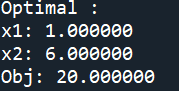 Optimal :
x1: 1.000000
x2: 6.000000
Obj: 20.000000